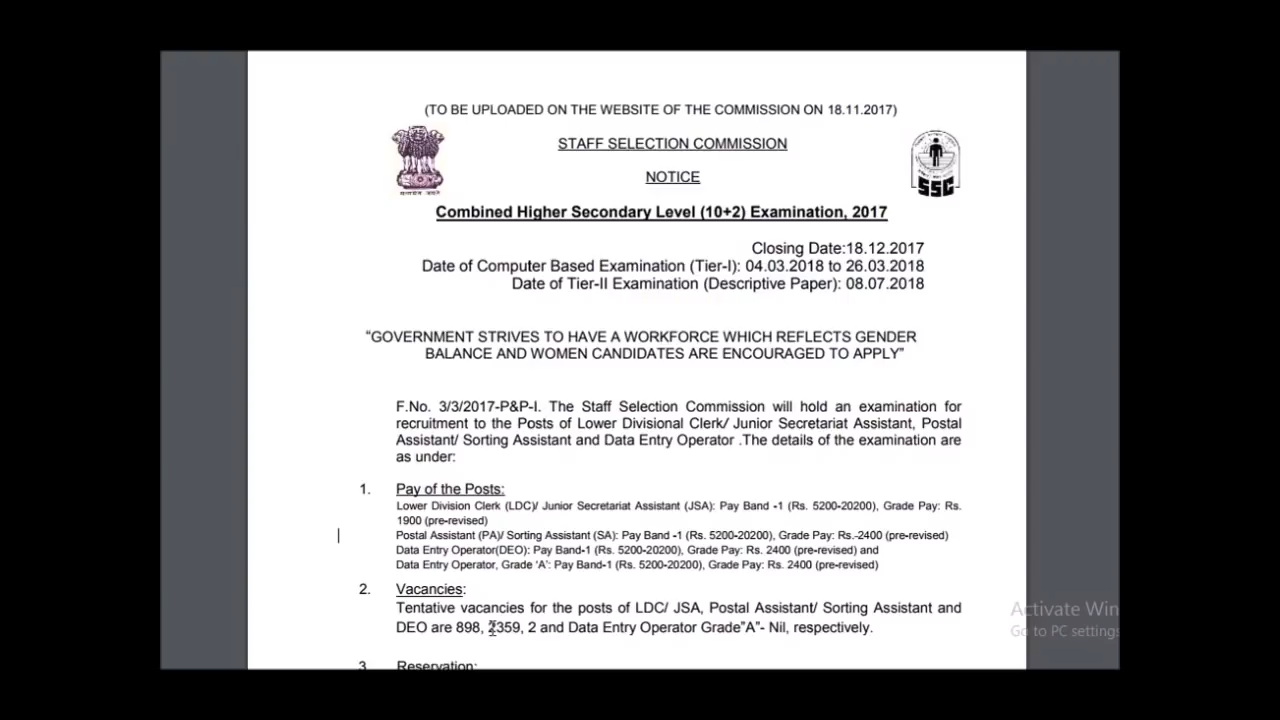 (TO BE UPLOADED ON THE WEBSITE OF THE COMMISSION ON 18.11.2017)
STAFF SELECTION COMMISSION
NOTICE
SSC
Combined Higher Secondary Level (10+2) Examination, 2017
Closing Date:18.12.2017
Date of Computer Based Examination (Tier-I): 04.03.2018 to 26.03.2018
Date of Tier-II Examination (Descriptive Paper): 08.07.2018
“GOVERNMENT STRIVES TO HAVE A WORKFORCE WHICH REFLECTS GENDER
BALANCE AND WOMEN CANDIDATES ARE ENCOURAGED TO APPLY”
F.No. 3/3/2017-P&P-I. The Staff Selection Commission will hold an examination for
recruitment to the Posts of Lower Divisional Clerk/ Junior Secretariat Assistant, Postal
Assistant/ Sorting Assistant and Data Entry Operator .The details of the examination are
as under:
1. Pay of the Posts:
Lower Division Clerk (LDC)/ Junior Secretariat Assistant (JSA): Pay Band -1 (Rs. 5200-20200), Grade Pay: Rs.
1900 (pre-revised)
Postal Assistant (PA)/ Sorting Assistant (SA): Pay Band -1 (Rs. 5200-20200), Grade Pay: Rs.-2400 (pre-revised)
Data Entry Operator(DEO): Pay Band-1 (Rs. 5200-20200), Grade Pay: Rs. 2400 (pre-revised) and
Data Entry Operator, Grade ‘A’: Pay Band-1 (Rs. 5200-20200), Grade Pay: Rs. 2400 (pre-revised)
2. Vacancies:
Tentative vacancies for the posts of LDC/ JSA, Postal Assistant/ Sorting Assistant and
DEO are 898, 2 and Data Entry Operator Grade”A”- Nil, respectively.
3. Reservation:
Activate Win
Go to PC settings